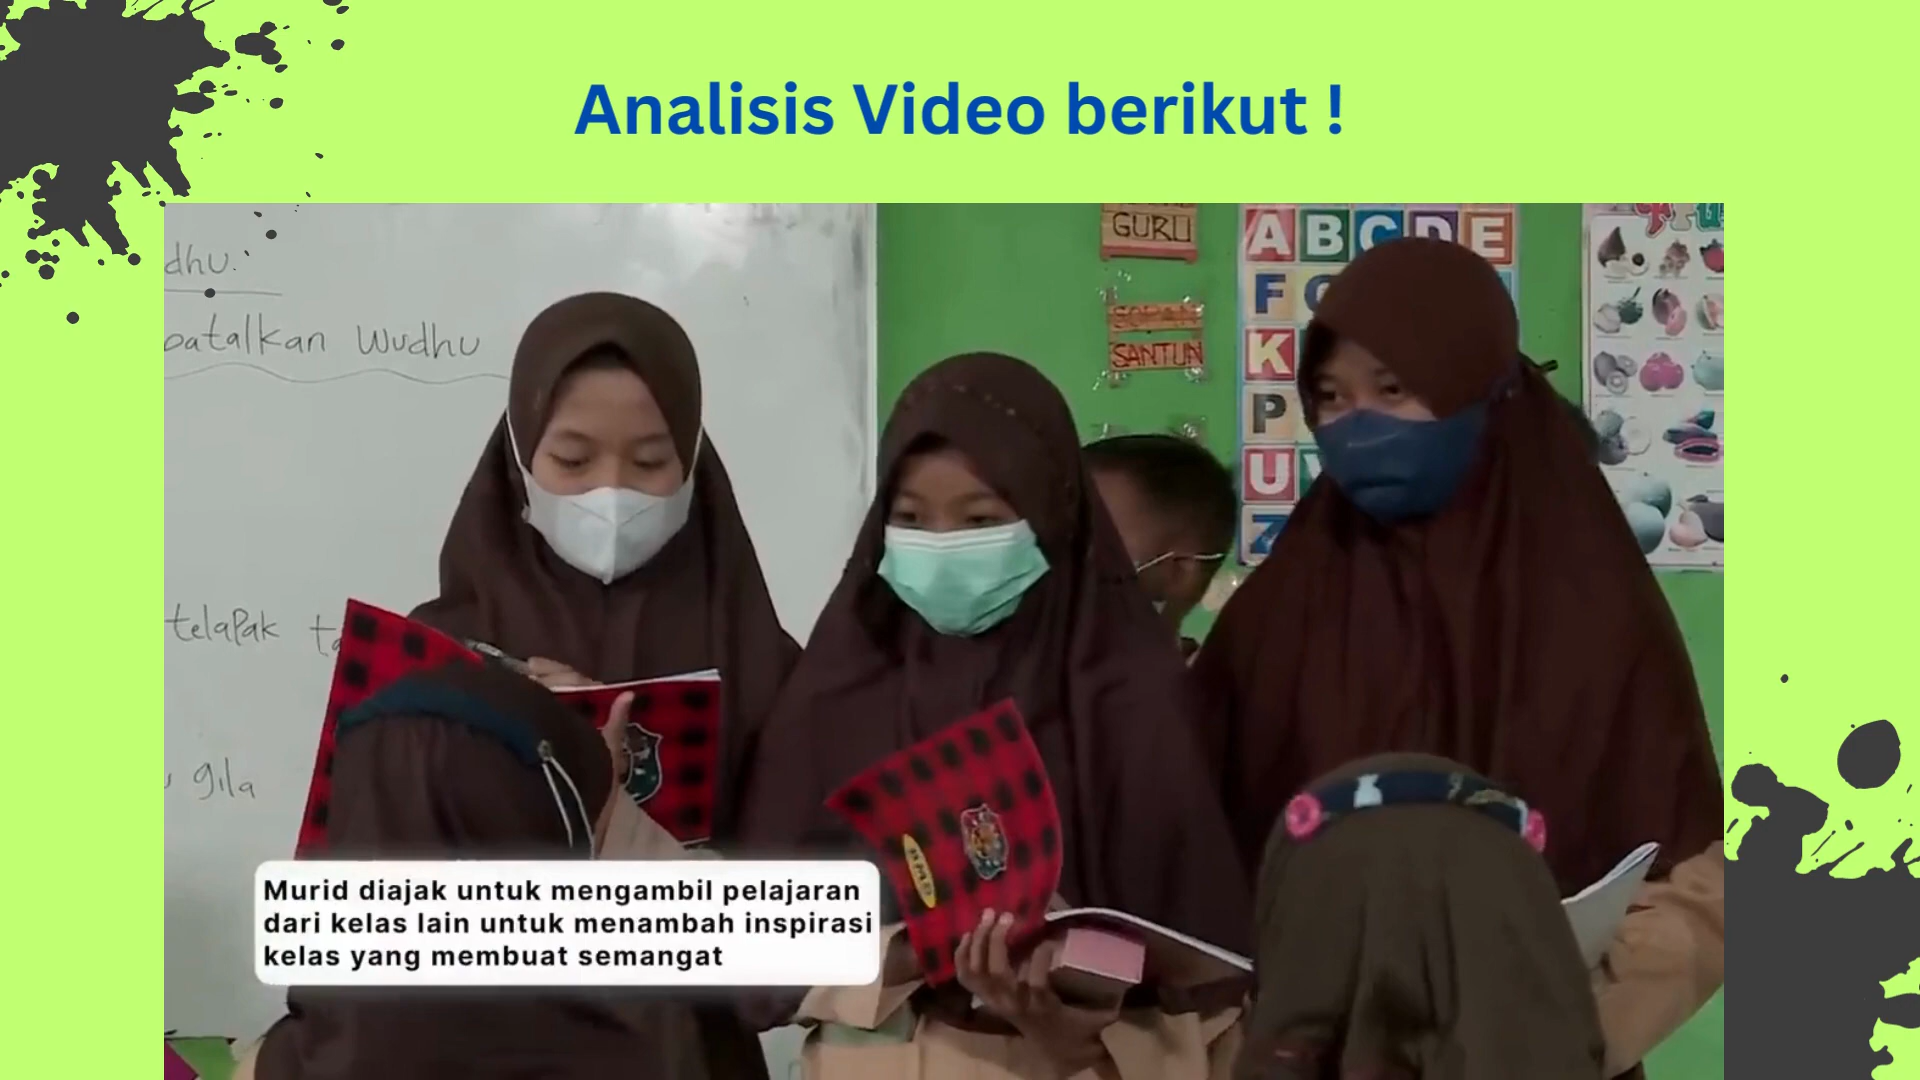 Analisis Video berikut !
dhu
batalkan Wudhu
telapak
gila
GURU
SOPAN
SANTUN
A B C D E
F
K
P
U
Z
Murid diajak untuk mengambil pelajaran
dari kelas lain untuk menambah inspirasi
kelas yang membuat semangat